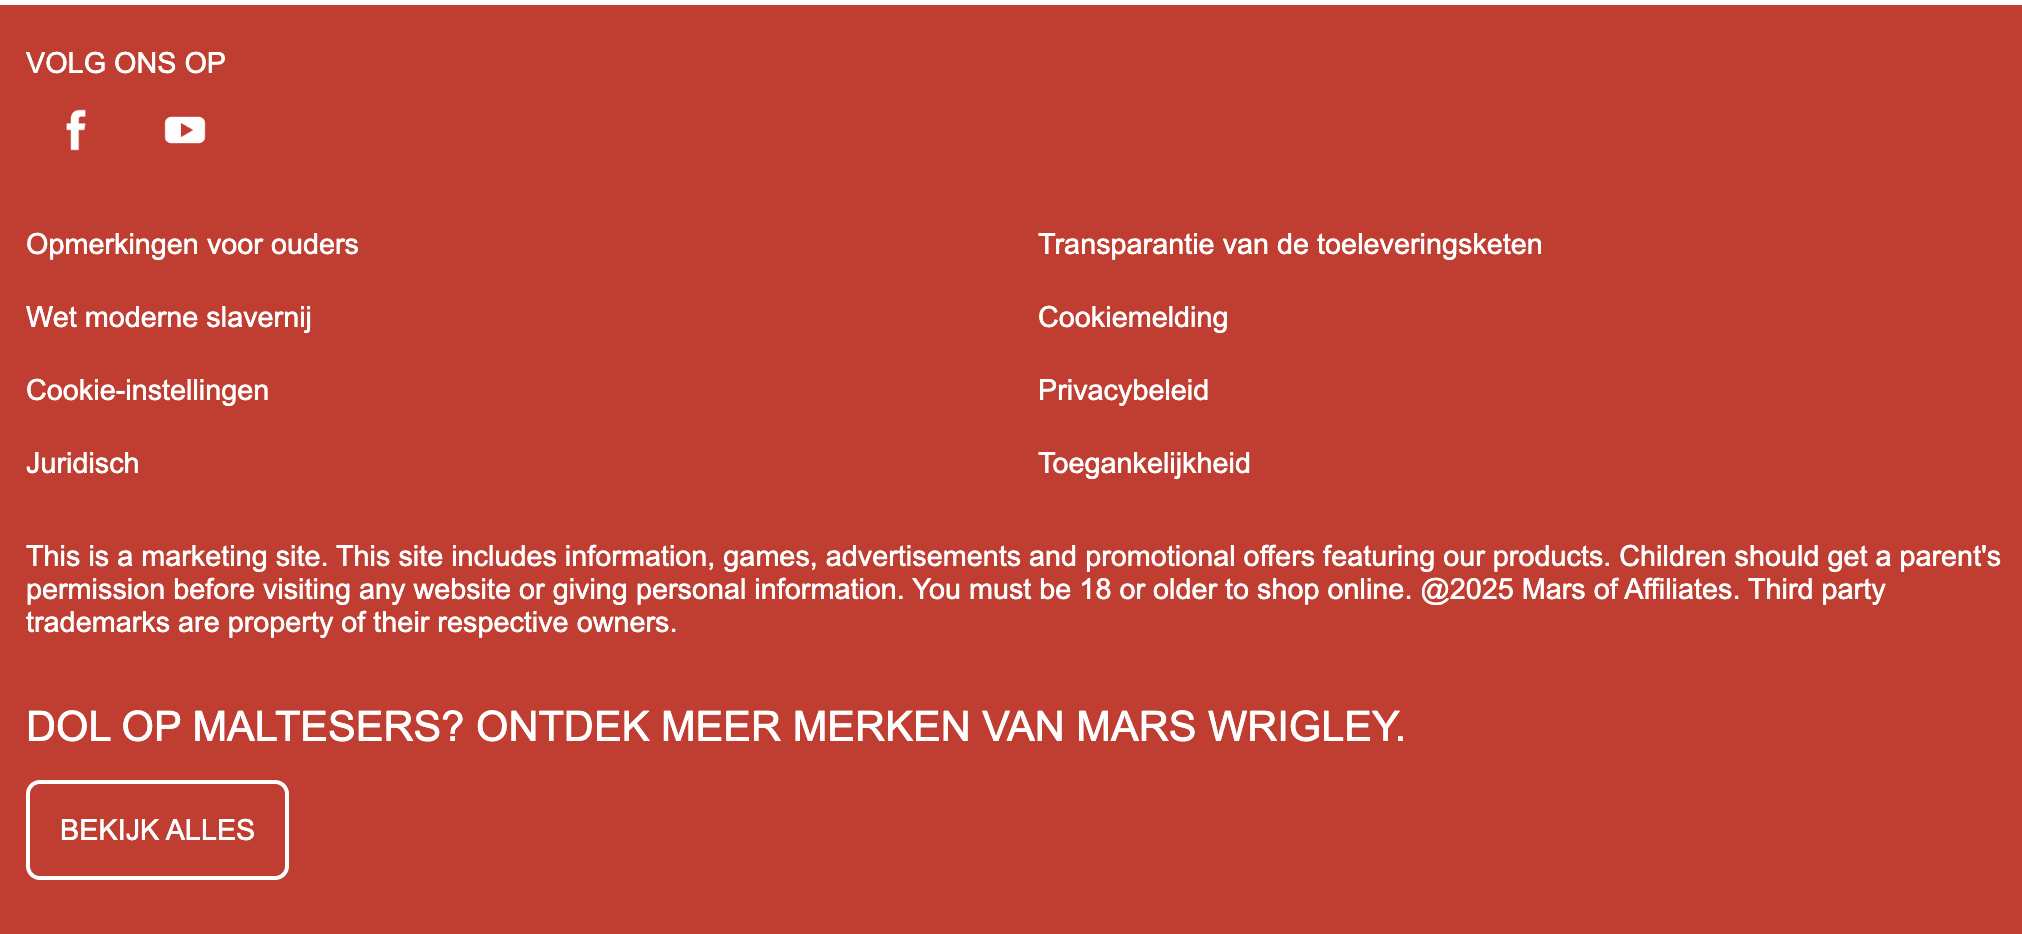 VOLG ONS OP
Opmerkingen voor ouders
Transparantie van de toeleveringsketen
Wet moderne slavernij
Cookiemelding
Cookie-instellingen
Privacybeleid
Juridisch
Toegankelijkheid
This is a marketing site. This site includes information, games, advertisements and promotional offers featuring our products. Children should get a parent's
permission before visiting any website or giving personal information. You must be 18 or older to shop online. @2025 Mars of Affiliates. Third party
trademarks are property of their respective owners.
DOL OP MALTESERS? ONTDEK MEER MERKEN VAN MARS WRIGLEY.
BEKIJK ALLES